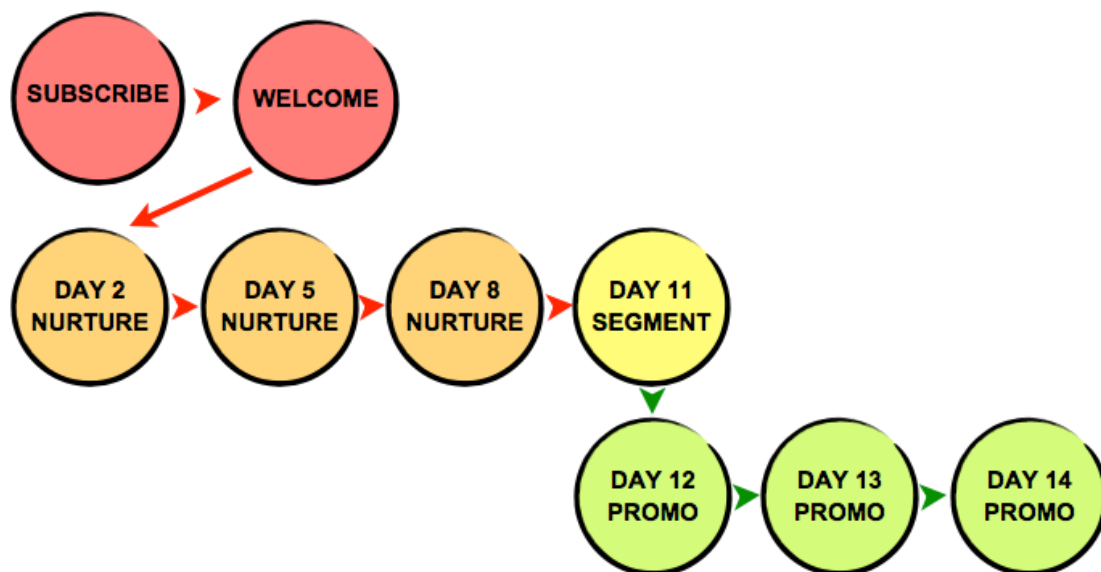 SUBSCRIBE
WELCOME
DAY 2
NURTURE
DAY 5
NURTURE
DAY 8
NURTURE
DAY 11
SEGMENT
DAY 12
PROMO
DAY 13
PROMO
DAY 14
PROMO